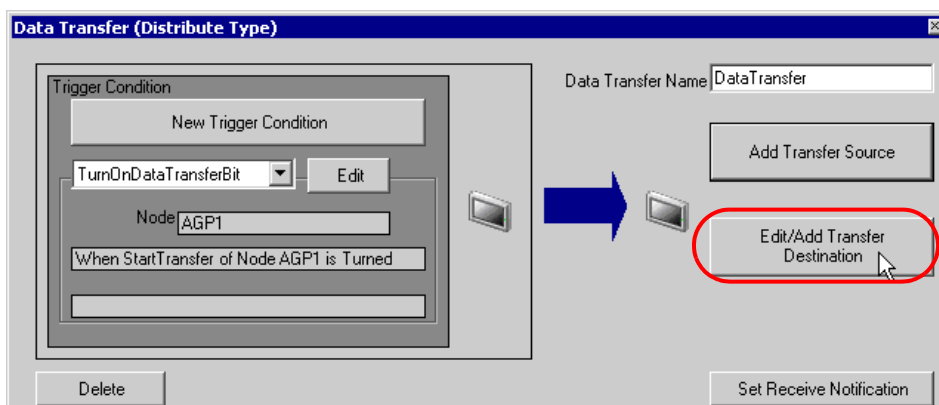 Data Transfer (Distribute Type)
Trigger Condition
New Trigger Condition
TurnOnDataTransferBit
Edit
Node
AGP1
When StartTransfer of Node AGP1 is Turned
Data Transfer Name
DataTransfer
Add Transfer Source
Edit/Add Transfer
Destination
Delete
Set Receive Notification